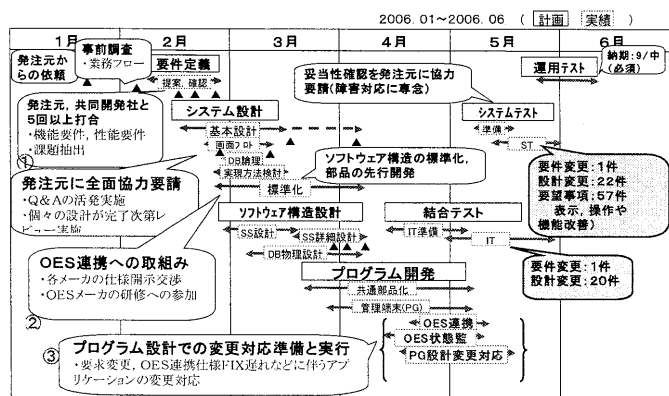 2006.01～2006.06 ( 計画 実績 )
1月
2月
3月
4月
5月
6月
発注元か
らの依頼
事前調査
・業務フロー
要件定義
提案、確認
発注元, 共同開発社と
5回以上打合
・機能要件, 性能要件
・課題抽出
①
システム設計
基本設計
画面
DB論理
実現方法検討
標準化
妥当性確認を発注元に協力
要請(障害対応に専念)
運用テスト
納期:9/中
(必須)
システムテスト
準備
ST
ソフトウェア構造の標準化,
部品の先行開発
要件変更:1件
設計変更:22件
要望事項:57件
表示, 操作や
機能改善)
発注元に全面協力要請
・Q&Aの活発実施
・個々の設計が完了次第レ
ビュー実施
ソフトウェア構造設計
SS設計
SS詳細設計
DB物理設計
結合テスト
IT準備
IT
要件変更:1件
設計変更:20件
OES連携への取組み
・各メーカの仕様開示交渉
・OESメーカの研修への参加
②
プログラム開発
共通部品化
管理端末(PG)
OES連携
OES状態監
PG設計変更対応
③
プログラム設計での変更対応準備と実行
・要求変更, OES連携仕様FIX遅れなどに伴うアプ
リケーションの変更対応